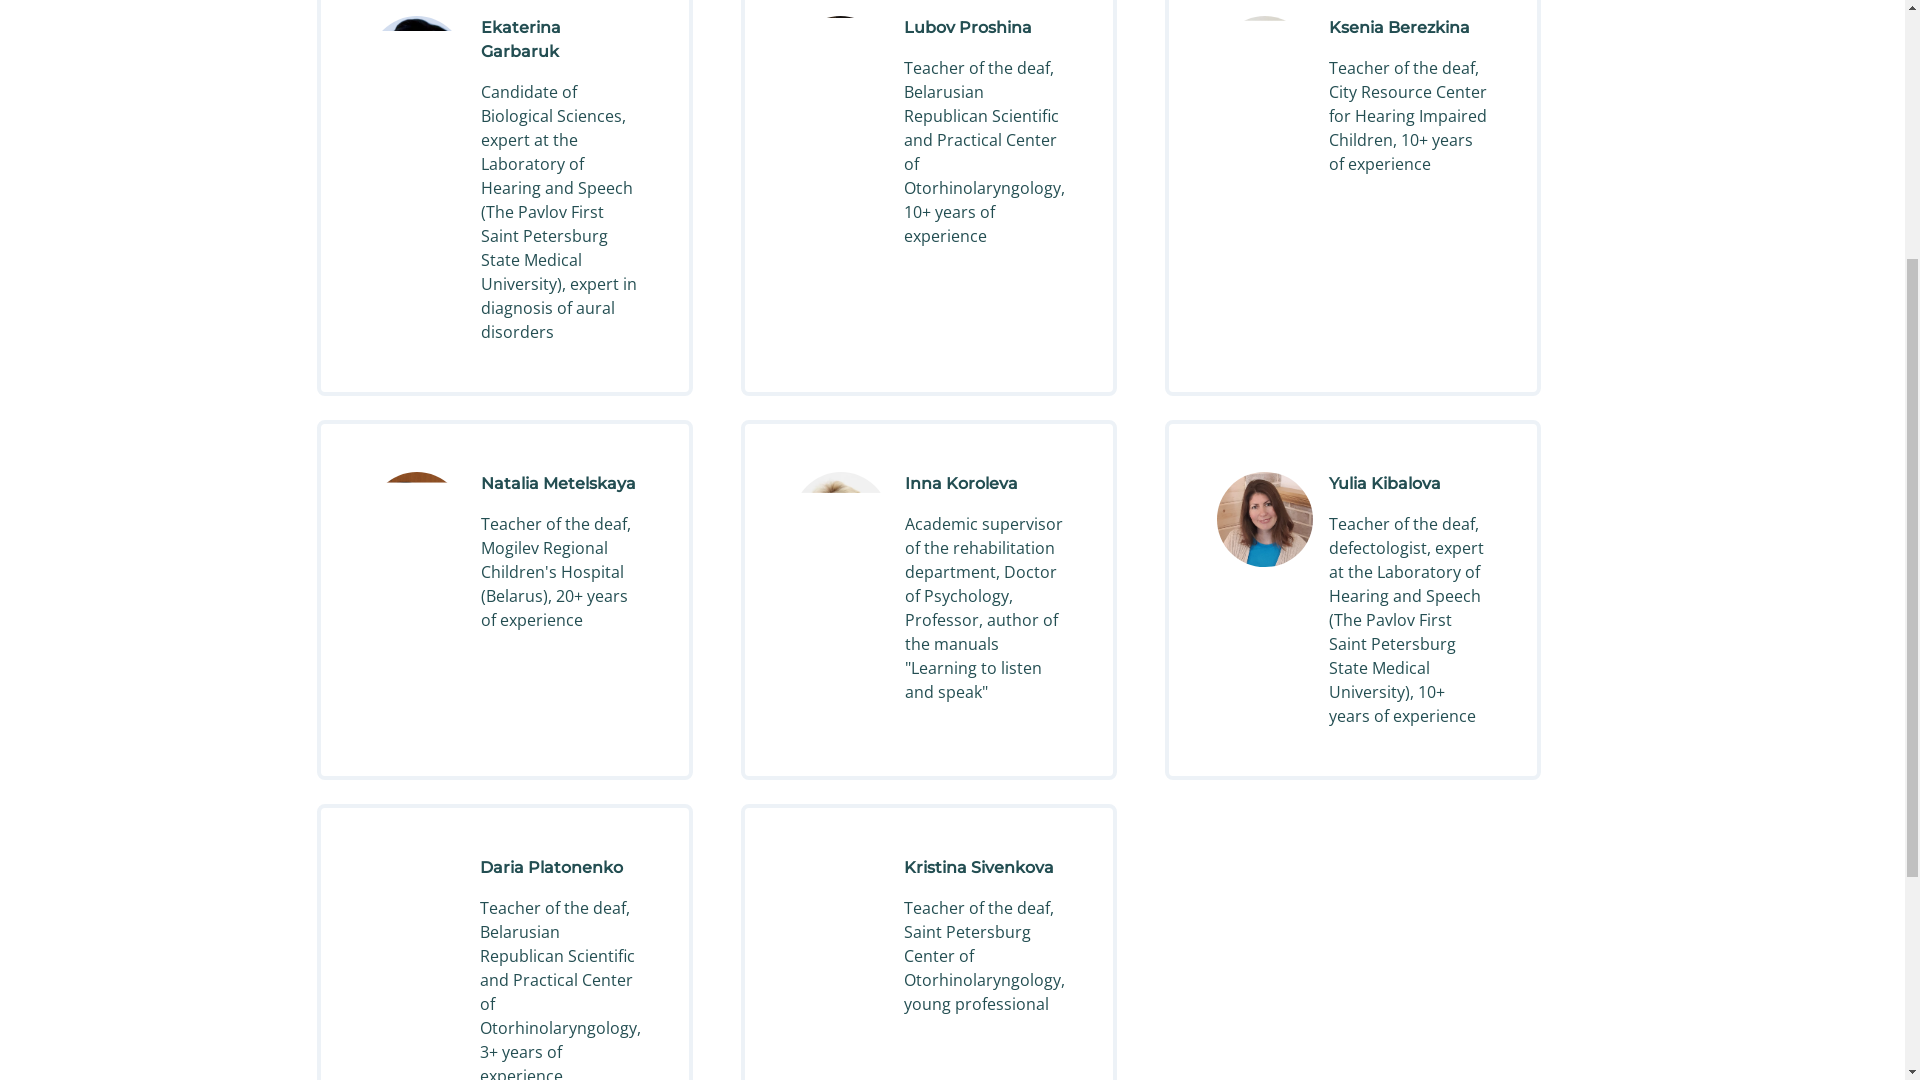 Ekaterina
Garbaruk
Candidate of
Biological Sciences,
expert at the
Laboratory of
Hearing and Speech
(The Pavlov First
Saint Petersburg
State Medical
University), expert in
diagnosis of aural
disorders
Lubov Proshina
Teacher of the deaf,
Belarusian
Republican Scientific
and Practical Center
of
Otorhinolaryngology,
10+ years of
experience
Ksenia Berezkina
Teacher of the deaf,
City Resource Center
for Hearing Impaired
Children, 10+ years
of experience
Natalia Metelskaya
Teacher of the deaf,
Mogilev Regional
Children's Hospital
(Belarus), 20+ years
of experience
Inna Koroleva
Academic supervisor
of the rehabilitation
department, Doctor
of Psychology,
Professor, author of
the manuals
"Learning to listen
and speak"
Yulia Kibalova
Teacher of the deaf,
defectologist, expert
at the Laboratory of
Hearing and Speech
(The Pavlov First
Saint Petersburg
State Medical
University), 10+
years of experience
Daria Platonenko
Teacher of the deaf,
Belarusian
Republican Scientific
and Practical Center
of
Otorhinolaryngology,
3+ years of
experience
Kristina Sivenkova
Teacher of the deaf,
Saint Petersburg
Center of
Otorhinolaryngology,
young professional